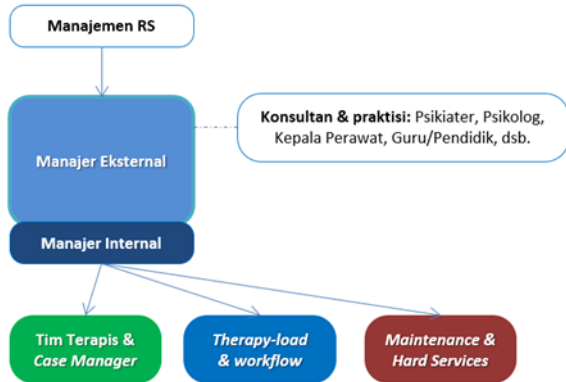 Manajemen RS
Konsultan & praktisi: Psikiater, Psikolog,
Kepala Perawat, Guru/Pendidik, dsb.
Manajer Eksternal
Manajer Internal
Tim Terapis &
Case Manager
Therapy-load
& workflow
Maintenance &
Hard Services